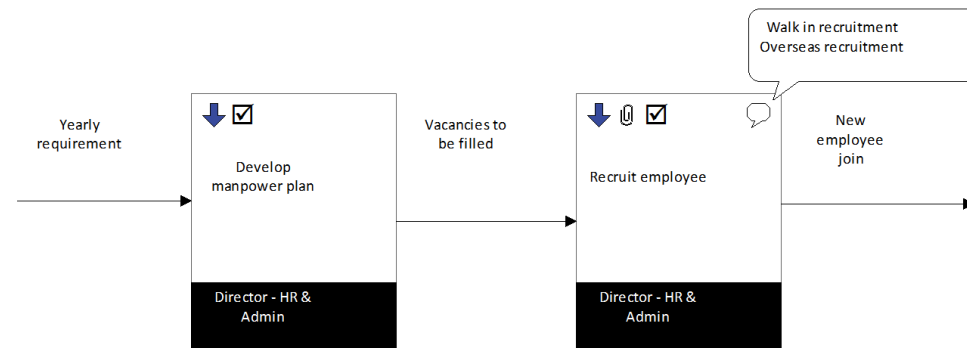 Walk in recruitment
Overseas recruitment
Yearly
requirement
Develop
manpower plan
Director - HR &
Admin
Vacancies to
be filled
Recruit employee
Director - HR &
Admin
New
employee
join